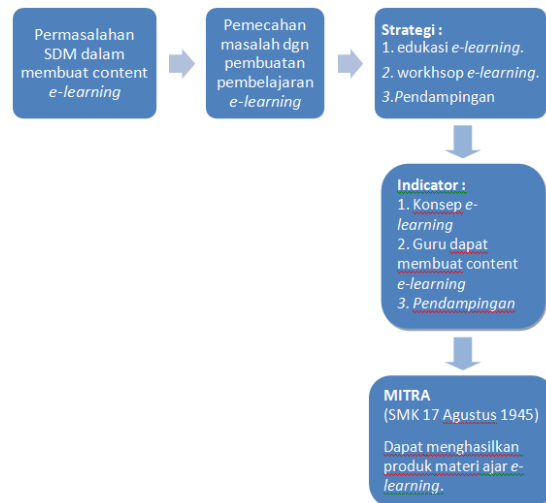 Permasalahan
SDM dalam
membuat content
e-learning
Pemecahan
masalah dgn
pembuatan
pembelajaran
e-learning
Strategi :
1. edukasi e-learning.
2. workhsop e-learning.
3.Pendampingan
Indicator :
1. Konsep e-
learning
2. Guru dapat
membuat content
e-learning
3. Pendampingan
MITRA
(SMK 17 Agustus 1945)
Dapat menghasilkan
produk materi ajar e-
learning.